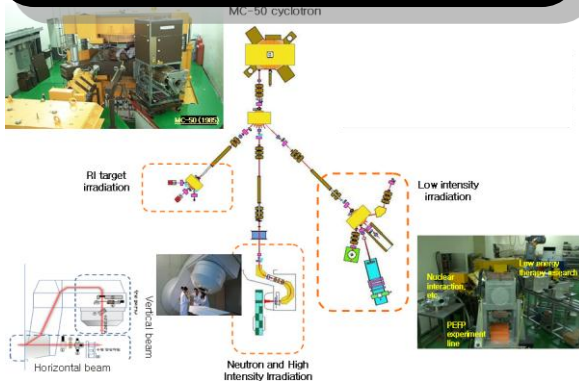 MC-50 cyclotron
MC-50 (1985)
RI target
irradiation
Low intensity
irradiation
Low energy
therapy research
Nuclear
interaction,
etc.
PEFP
experiment
line
Vertical beam
Horizontal beam
Neutron and High
Intensity Irradiation